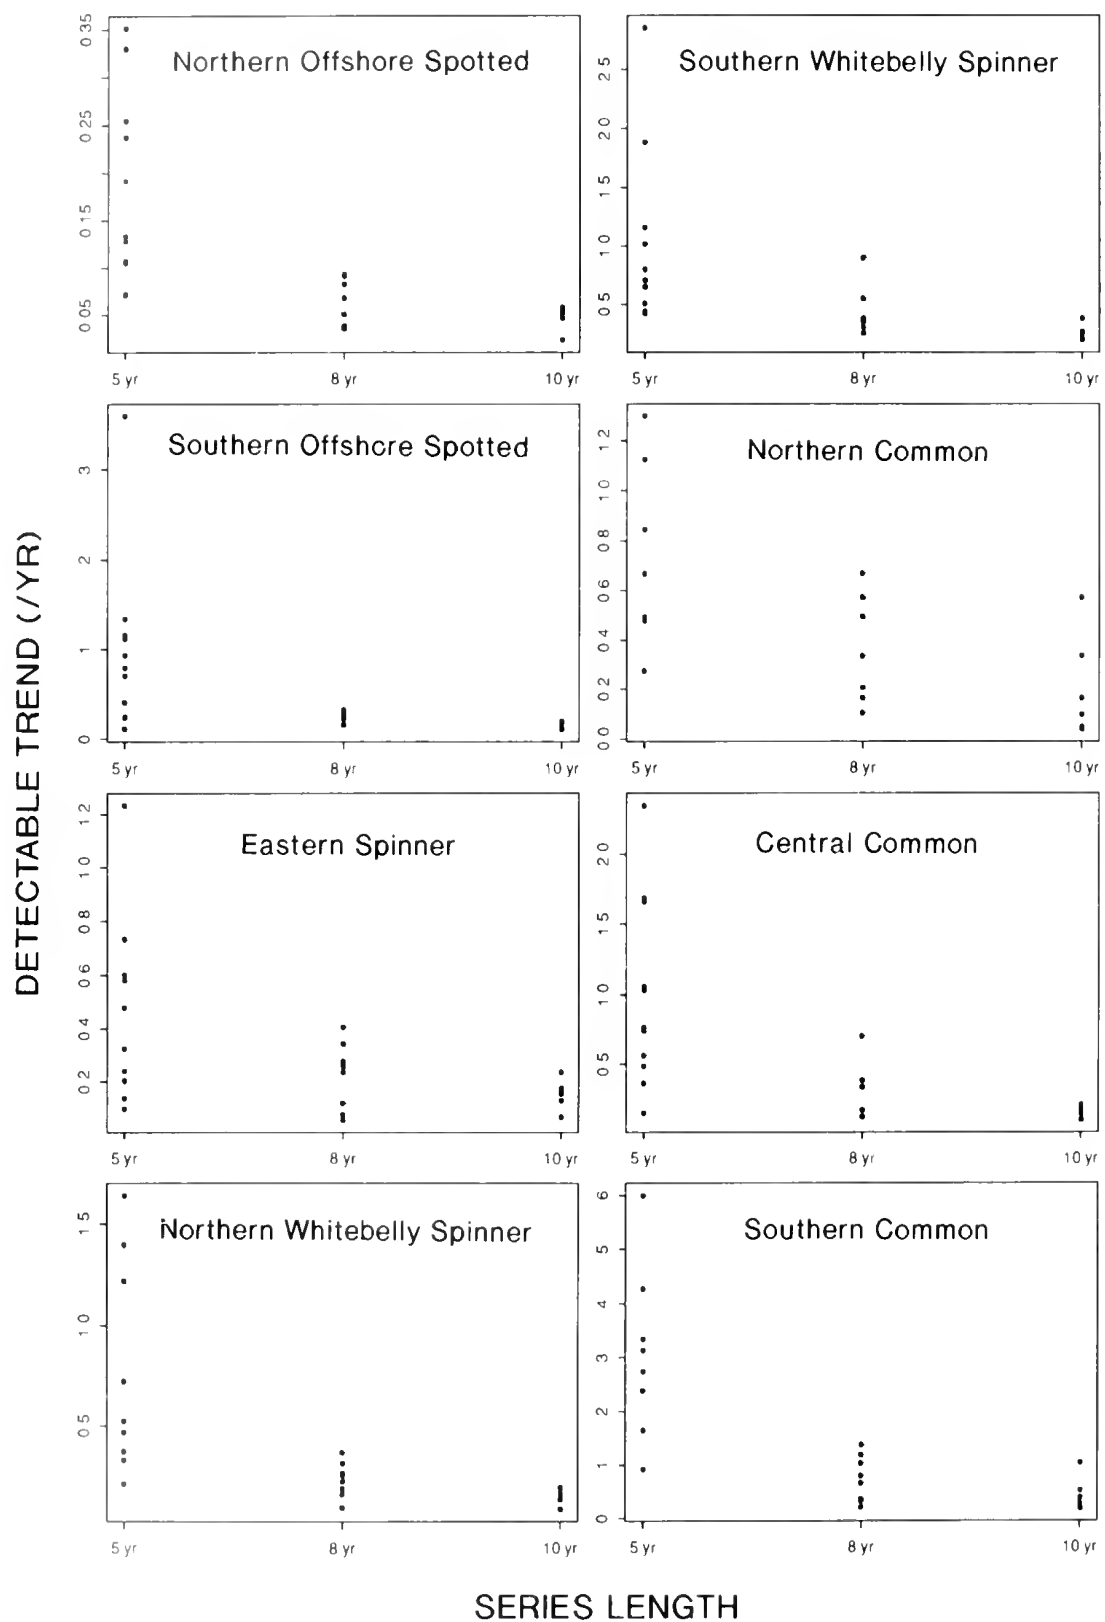 DETECTABLE TREND (/YR)
Northern Offshore Spotted
0.35
0.25
0.15
0.05
5 yr
8 yr
10 yr
Southern Whitebelly Spinner
2.5
2.0
1.5
1.0
0.5
5 yr
8 yr
10 yr
Southern Offshore Spotted
3
2
1
0
5 yr
8 yr
10 yr
Northern Common
1.2
1.0
0.8
0.6
0.4
0.2
0.0
5 yr
8 yr
10 yr
Eastern Spinner
1.2
1.0
0.8
0.6
0.4
0.2
5 yr
8 yr
10 yr
Central Common
2.0
1.5
1.0
0.5
5 yr
8 yr
10 yr
Northern Whitebelly Spinner
1.5
1.0
0.5
5 yr
8 yr
10 yr
Southern Common
6
5
4
3
2
1
0
5 yr
8 yr
10 yr
SERIES LENGTH